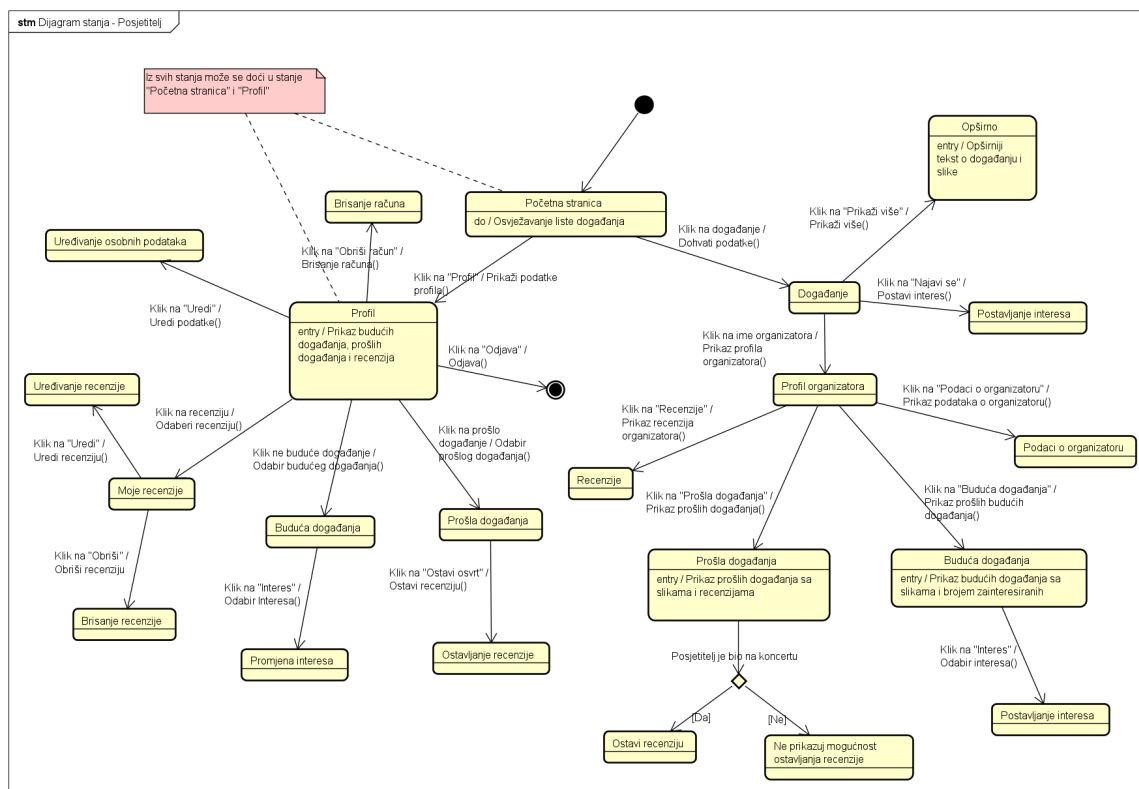 stm Dijagram stanja - Posjetitelj
Iz svih stanja može se doći u stanje
"Početna stranica" i "Profil"
Opširno
entry / Opširniji
tekst o događanju i
slike
Brisanje računa
Početna stranica
do / Osvježavanje liste događanja
Klik na "Prikaži više" /
Prikaži više()
Uređivanje osobnih podataka
Klik na "Obriši račun" /
Brisanje računa()
Klik na događanje /
Dohvati podatke()
Klik na "Profil" / Prikaži podatke
profila()
Klik na "Najavi se" /
Postavi interes()
Događanje
Postavljanje interesa
Klik na "Uredi" /
Uredi podatke()
Profil
entry / Prikaz budućih
događanja, prošlih
događanja i recenzija
Klik na "Odjava" /
Odjava()
Klik na ime organizatora /
Prikaz profila
organizatora()
Uređivanje recenzije
Profil organizatora
Klik na "Podaci o organizatoru" /
Prikaz podataka o organizatoru()
Klik na recenziju /
Odaberi recenziju()
Klik na "Recenzije" /
Prikaz recenzija
organizatora()
Klik na prošlo
događanje / Odabir
prošlog događanja()
Klik na "Uredi" /
Uredi recenziju()
Klik ne buduće događanje /
Odabir budućeg događanja()
Podaci o organizatoru
Recenzije
Moje recenzije
Klik na "Prošla događanja" /
Prikaz prošlih događanja()
Klik na "Buduća događanja" /
Prikaz prošlih budućih
događanja()
Buduća događanja
Prošla događanja
Klik na "Obriši" /
Obriši recenziju
Prošla događanja
entry / Prikaz prošlih događanja sa
slikama i recenzijama
Buduća događanja
entry / Prikaz budućih događanja sa
slikama i brojem zainteresiranih
Klik na "Interes" /
Odabir Interesa()
Klik na "Ostavi osvrt" /
Ostavi recenziju()
Brisanje recenzije
Promjena interesa
Ostavljanje recenzije
Posjetitelj je bio na koncertu
Klik na "Interes" /
Odabir interesa()
[Da]
[Ne]
Postavljanje interesa
Ostavi recenziju
Ne prikazuj mogućnost
ostavljanja recenzije